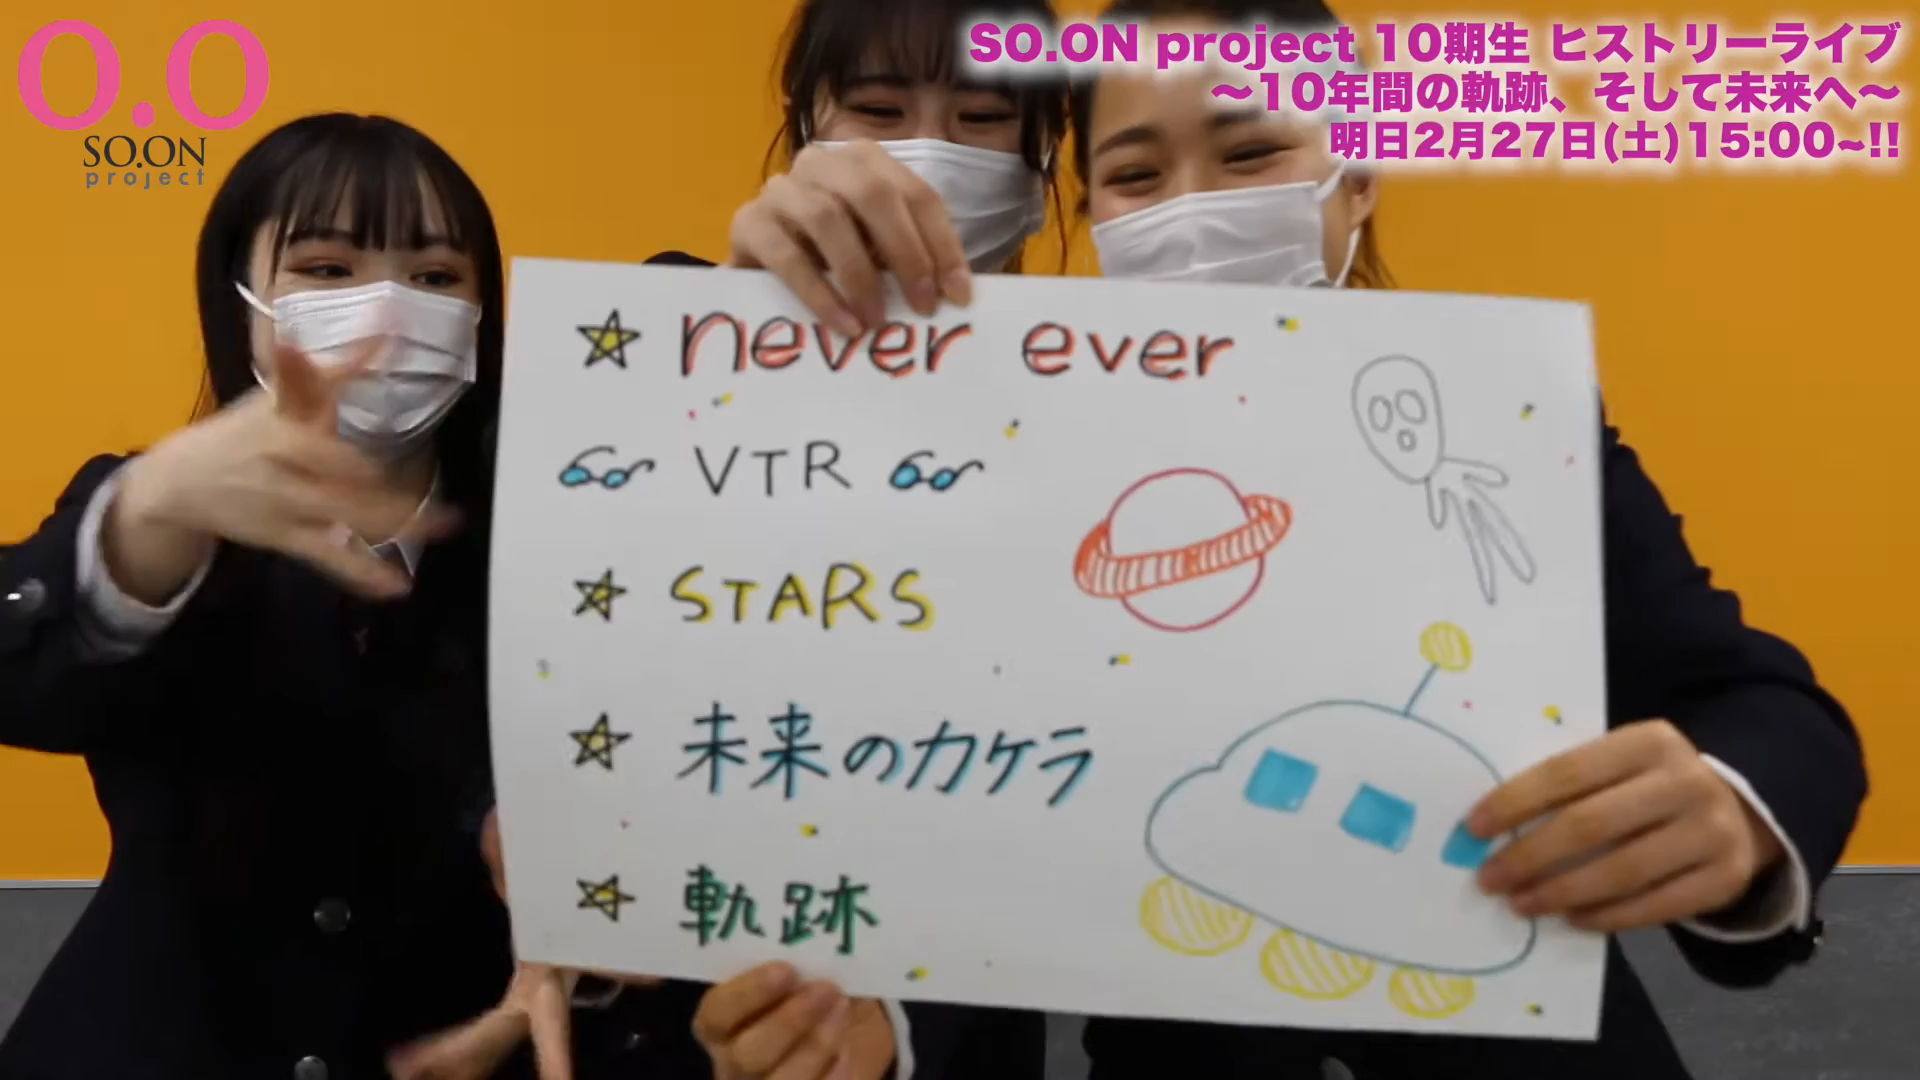 O.O
SO.ON
project
SO.ON project 10期生 ヒストリーライブ
～10年間の軌跡、そして未来へ～
明日2月27日(土)15:00~!!
☆ never ever
VTR
☆ STARS
☆ 未来のカケラ
☆ 軌跡